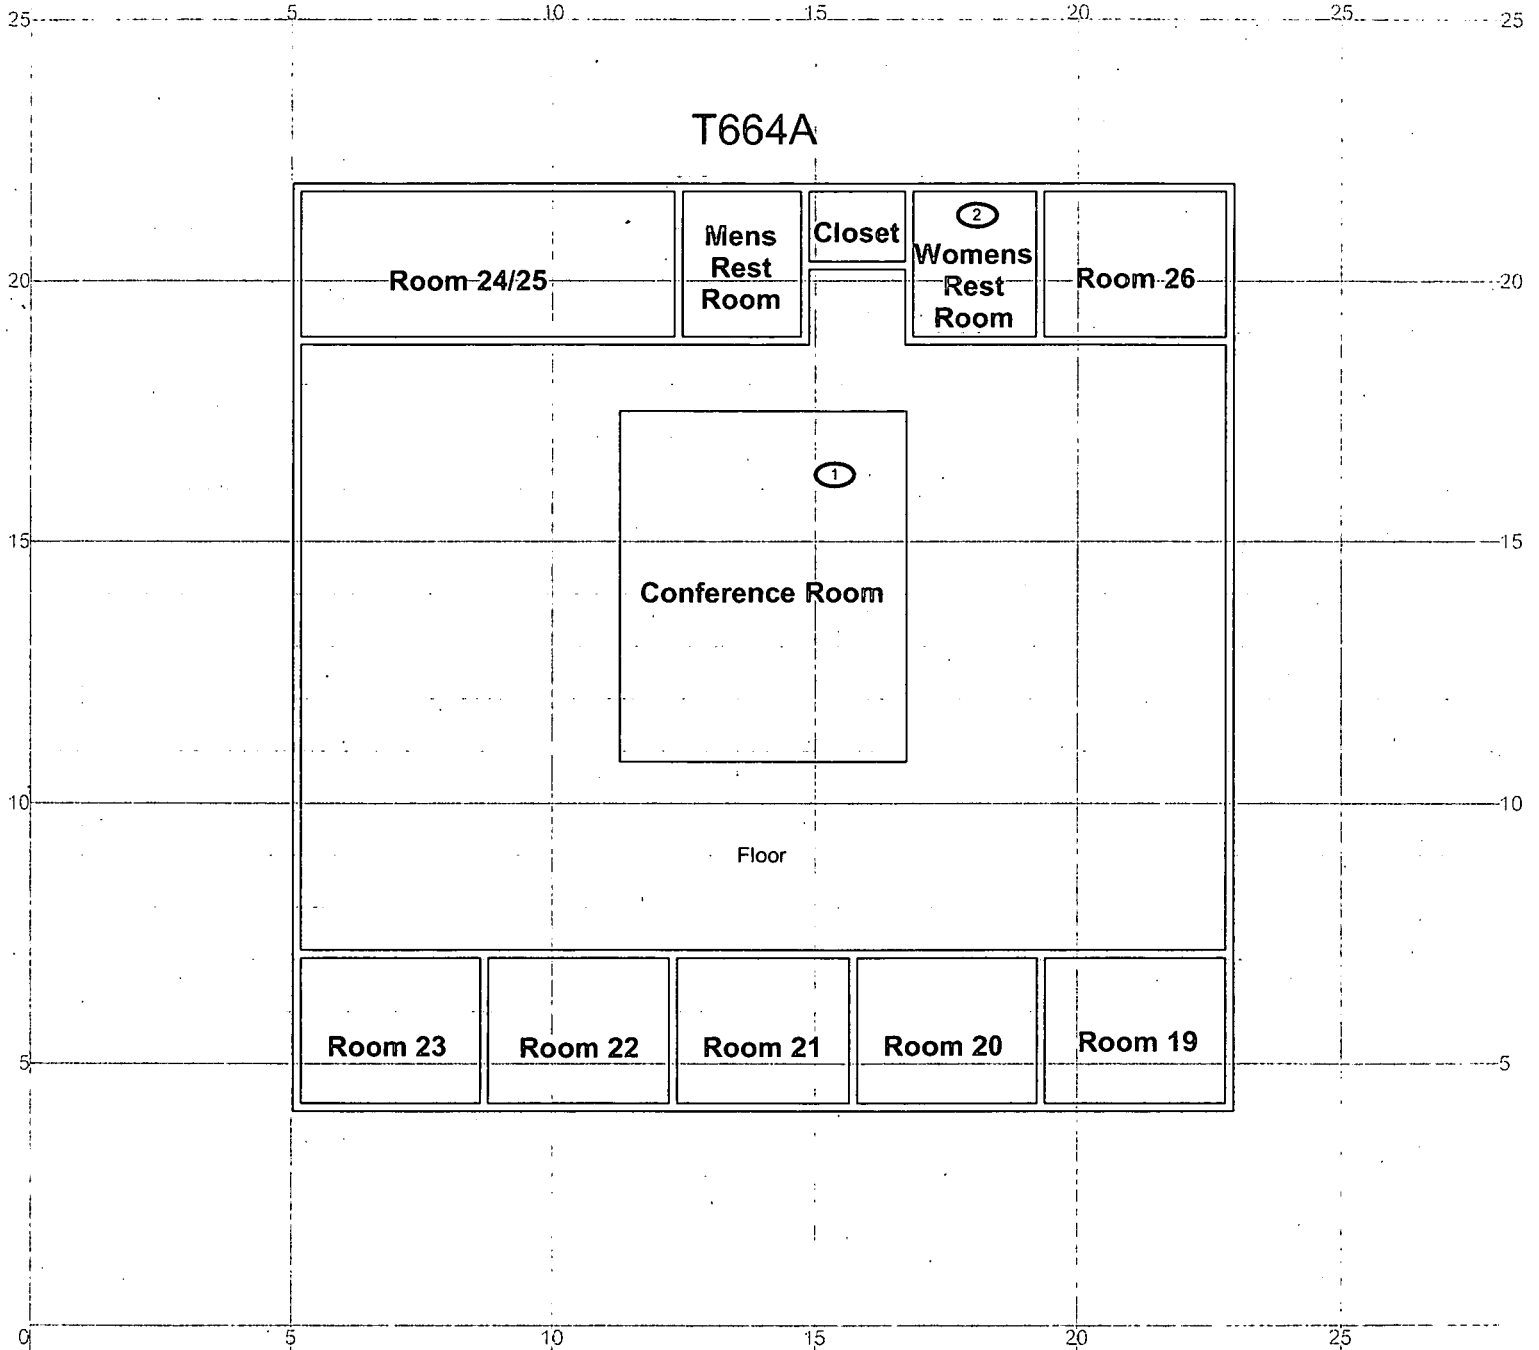 5 10 15 20 25
25 25
T664A
2
Mens
Rest
Room
Closet
Womens
Rest
Room
Room 24/25
Room 26
20 20
1
15 15
Conference Room
10 10
Floor
Room 23 Room 22 Room 21 Room 20 Room 19
5 5
0 5 10 15 20 25